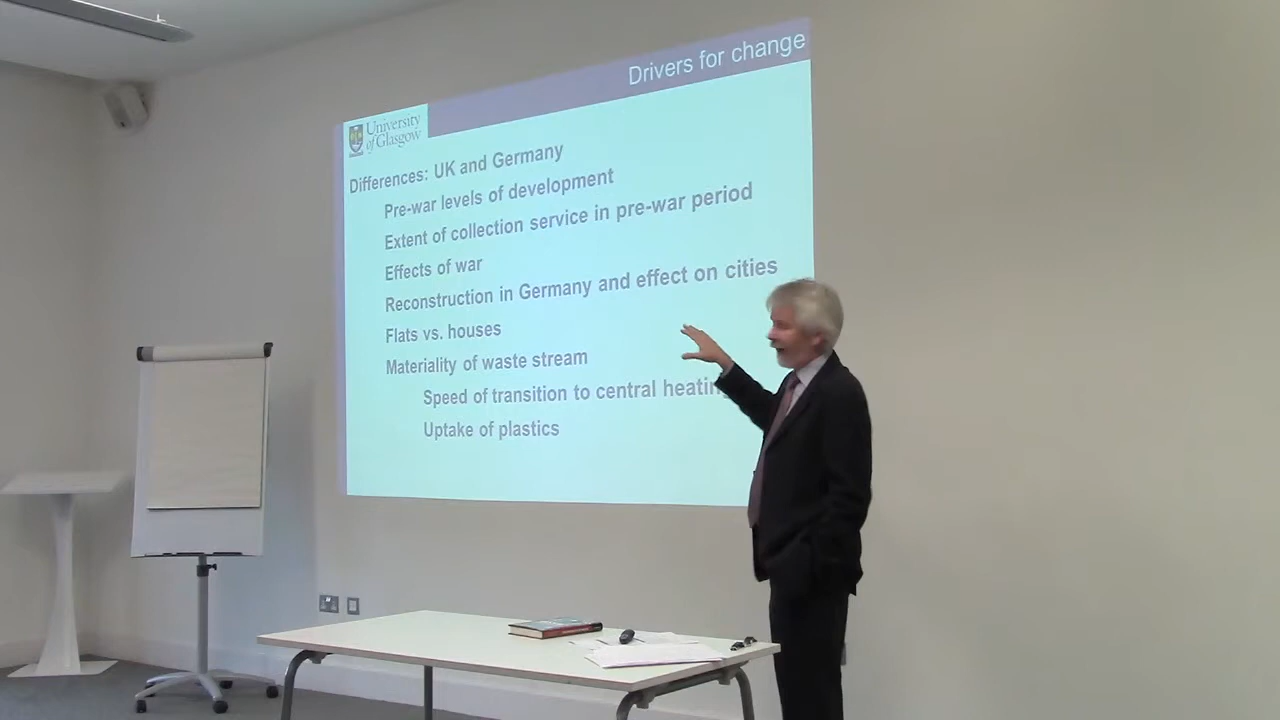 Drivers for change
University
of Glasgow
Differences: UK and Germany
Pre-war levels of development
Extent of collection service in pre-war period
Effects of war
Reconstruction in Germany and effect on cities
Flats vs. houses
Materiality of waste stream
Speed of transition to central heating
Uptake of plastics